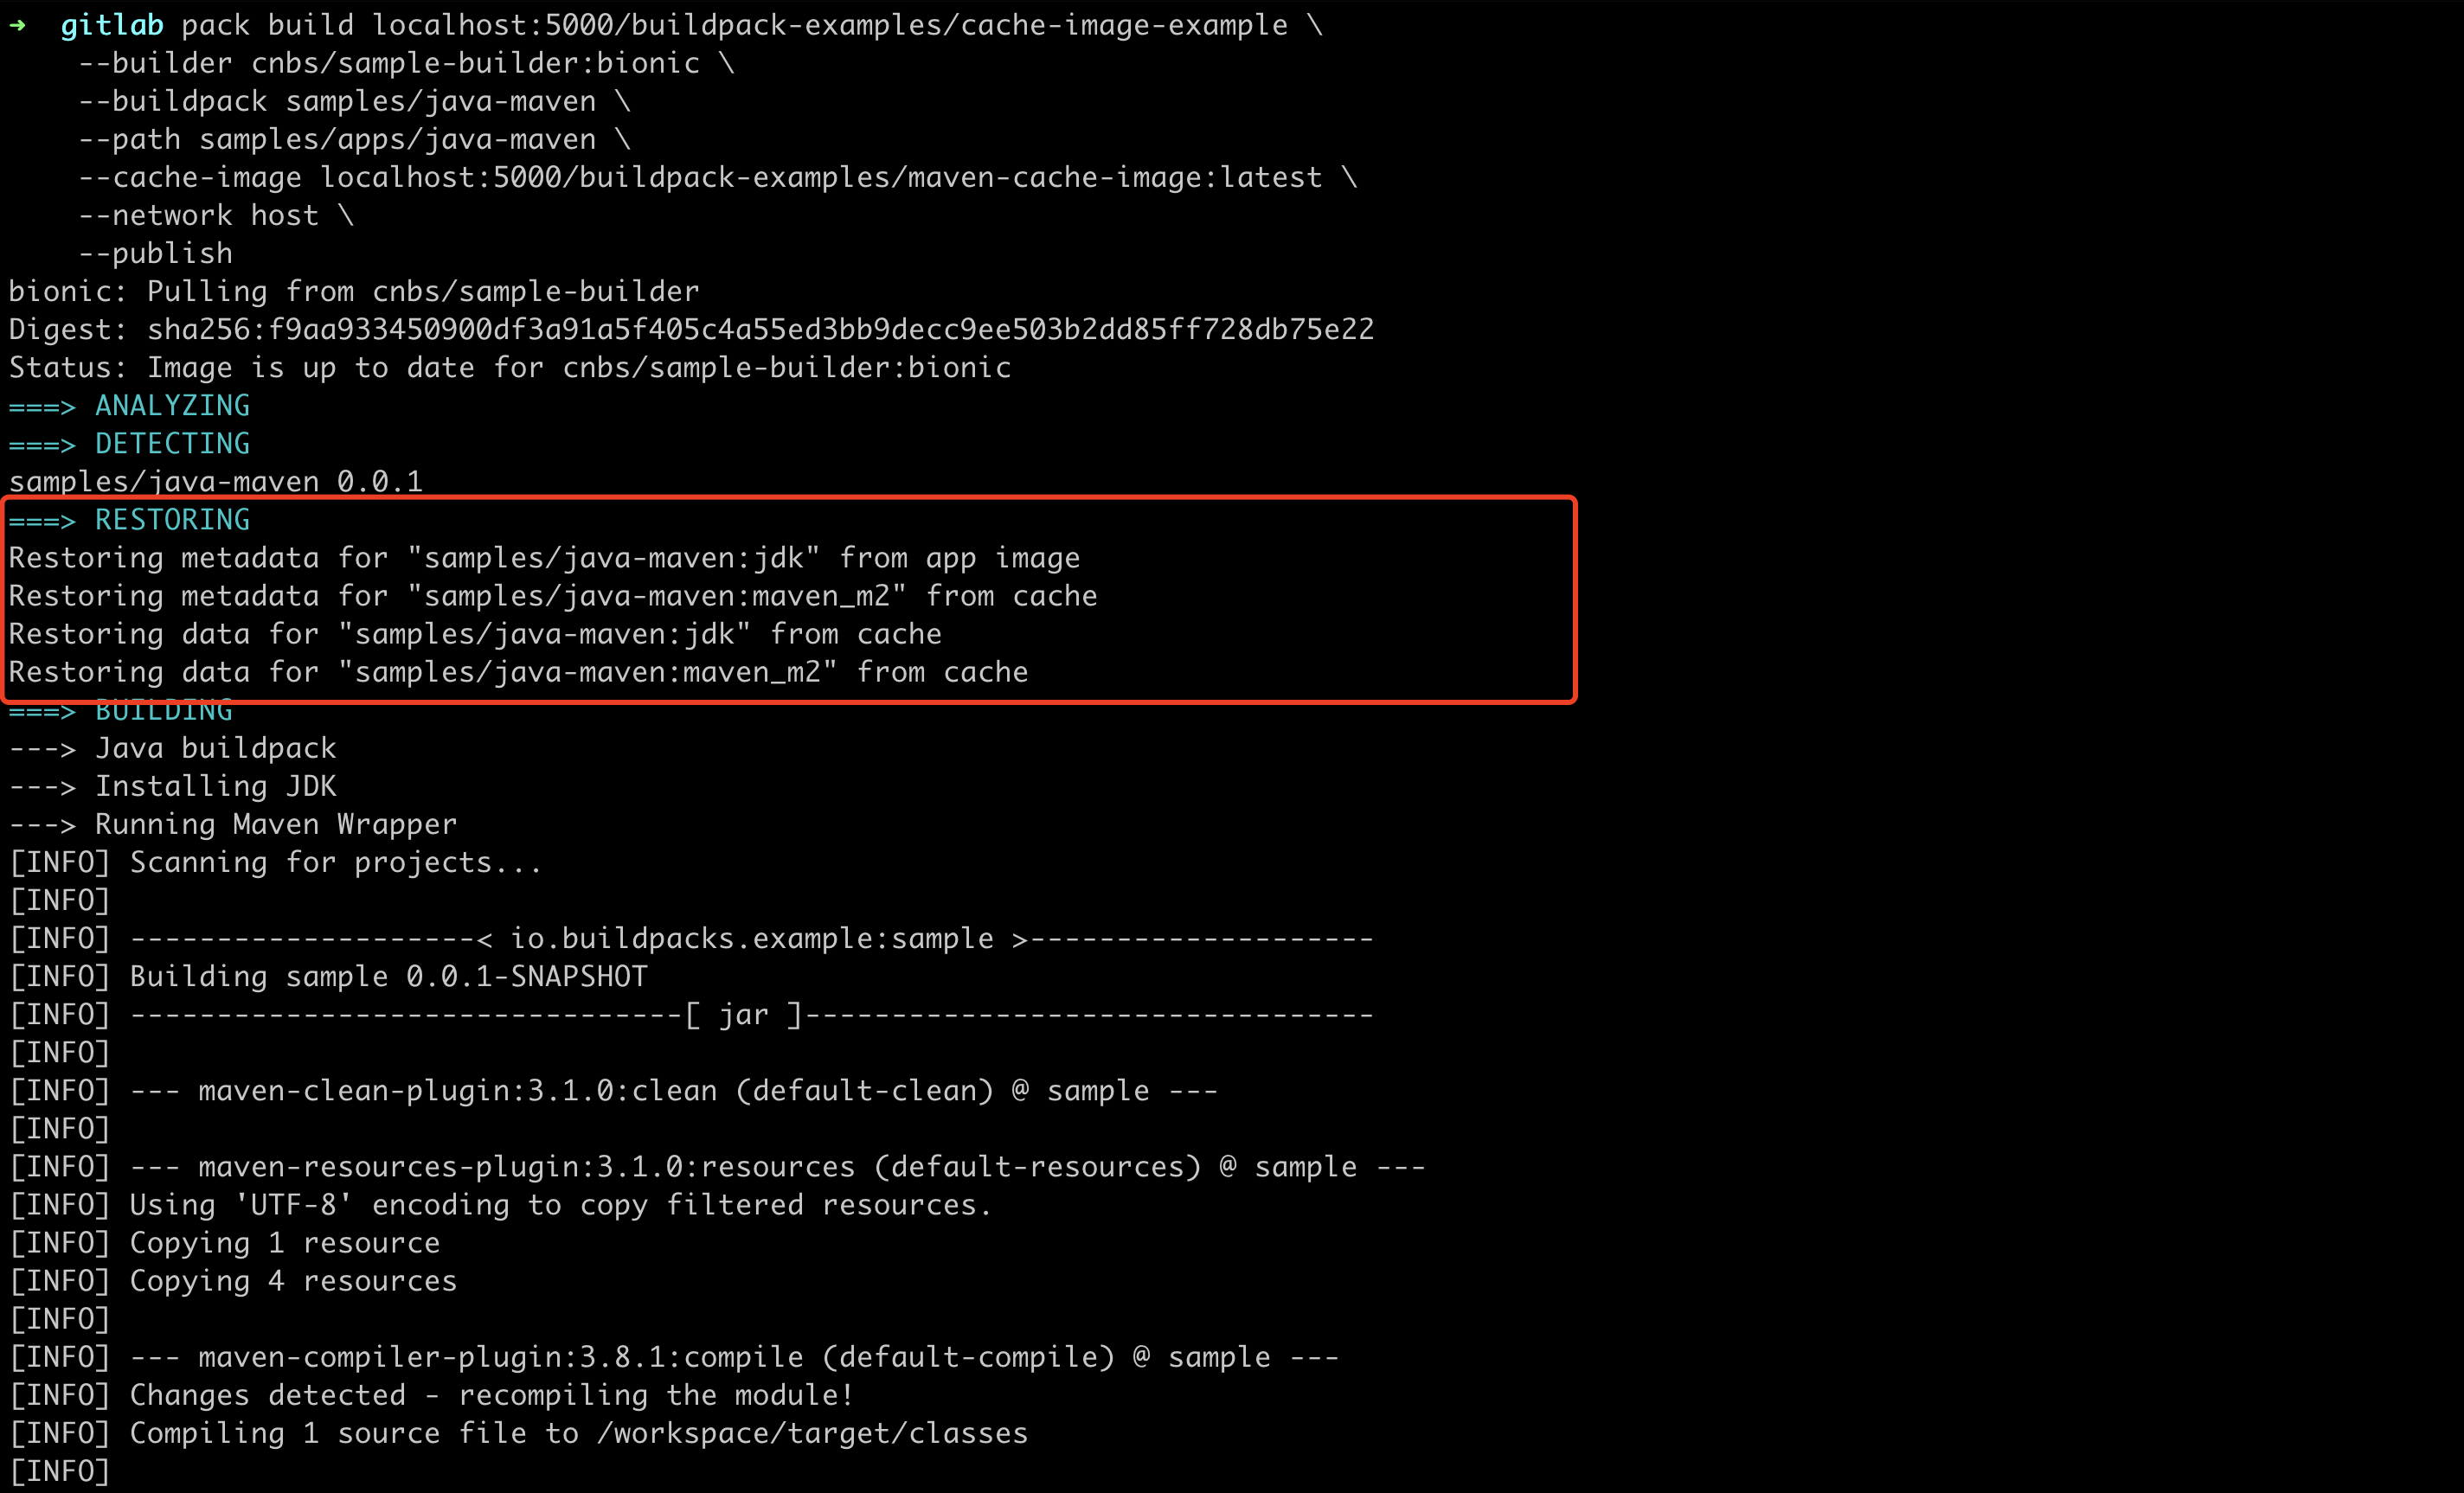 ➜  gitlab pack build localhost:5000/buildpack-examples/cache-image-example \
    --builder cnbs/sample-builder:bionic \
    --buildpack samples/java-maven \
    --path samples/apps/java-maven \
    --cache-image localhost:5000/buildpack-examples/maven-cache-image:latest \
    --network host \
    --publish
bionic: Pulling from cnbs/sample-builder
Digest: sha256:f9aa933450900df3a91a5f405c4a55ed3bb9decc9ee503b2dd85ff728db75e22
Status: Image is up to date for cnbs/sample-builder:bionic
===> ANALYZING
===> DETECTING
samples/java-maven 0.0.1
===> RESTORING
Restoring metadata for "samples/java-maven:jdk" from app image
Restoring metadata for "samples/java-maven:maven_m2" from cache
Restoring data for "samples/java-maven:jdk" from cache
Restoring data for "samples/java-maven:maven_m2" from cache
===> BUILDING
---> Java buildpack
---> Installing JDK
---> Running Maven Wrapper
[INFO] Scanning for projects...
[INFO]
[INFO] --------------------< io.buildpacks.example:sample >--------------------
[INFO] Building sample 0.0.1-SNAPSHOT
[INFO] --------------------------------[ jar ]---------------------------------
[INFO]
[INFO] --- maven-clean-plugin:3.1.0:clean (default-clean) @ sample ---
[INFO]
[INFO] --- maven-resources-plugin:3.1.0:resources (default-resources) @ sample ---
[INFO] Using 'UTF-8' encoding to copy filtered resources.
[INFO] Copying 1 resource
[INFO] Copying 4 resources
[INFO]
[INFO] --- maven-compiler-plugin:3.8.1:compile (default-compile) @ sample ---
[INFO] Changes detected - recompiling the module!
[INFO] Compiling 1 source file to /workspace/target/classes
[INFO]